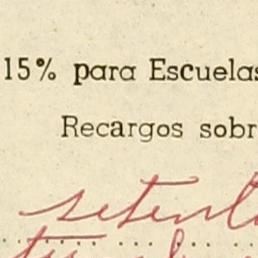 15% para Escuelas
Recargos sobr
setent